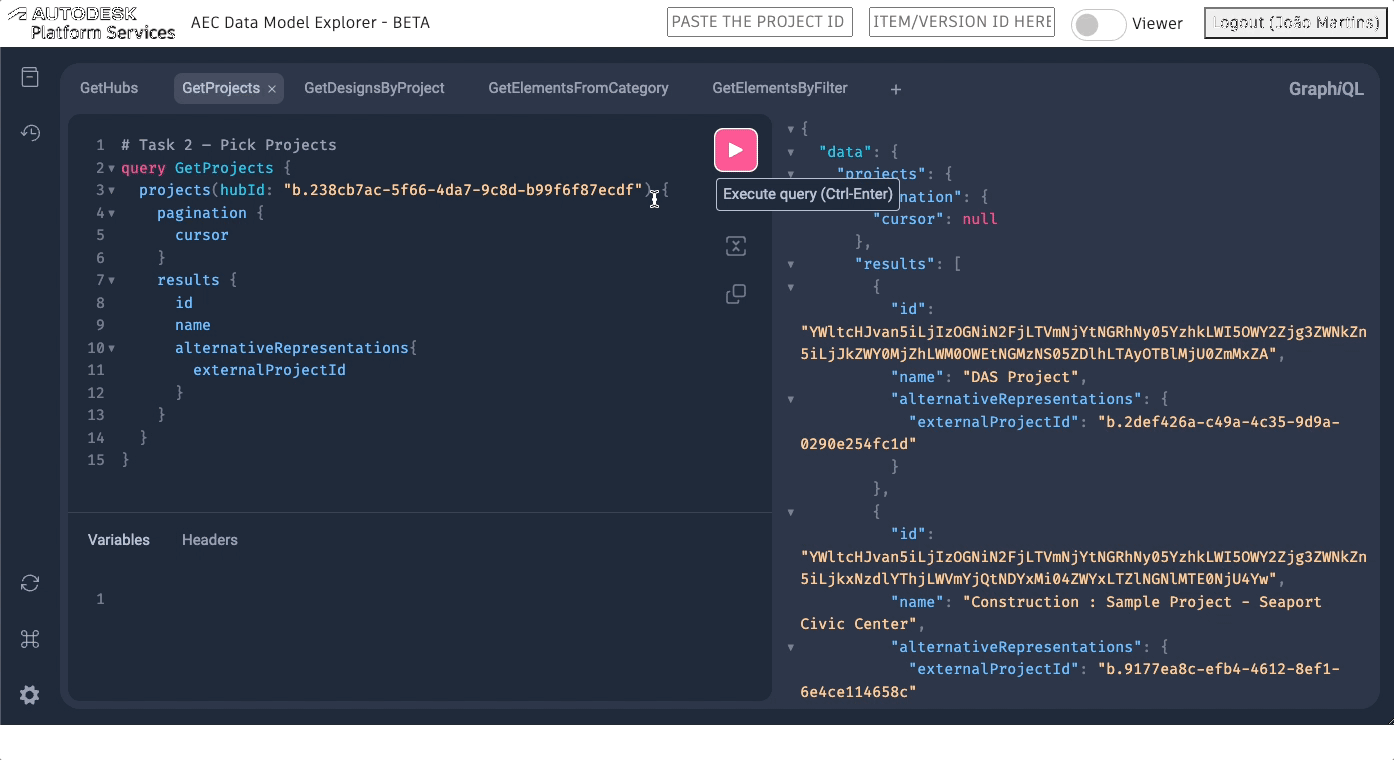 AUTODESK
Platform Services
AEC Data Model Explorer - BETA
PASTE THE PROJECT ID
ITEM/VERSION ID HERE
Viewer
Logout (João Martins)
GetHubs
GetProjects ×
GetDesignsByProject
GetElementsFromCategory
GetElementsByFilter
+
GraphiQL
1 # Task 2 – Pick Projects
2 query GetProjects {
3 projects(hubId: "b.238cb7ac-5f66-4da7-9c8d-b99f6f87ecdf") {
4 pagination {
5 cursor
6 }
7 results {
8 id
9 name
10 alternativeRepresentations{
11 externalProjectId
12 }
13 }
14 }
15 }
Execute query (Ctrl-Enter)
Variables
Headers
1
{
"data": {
"projects": {
nation": {
"cursor": null
},
"results": [
{
"id":
"YWltcHJvan5iLjIzOGNiN2FjLTVmNjYtNGRhNy05YzhkLWI5OWY2Zjg3ZWNkZn
5iLjJkZWY0MjZhLWM0OWEtNGMzNS05ZDlhLTAyOTBlMjU0ZmMxZA",
"name": "DAS Project",
"alternativeRepresentations": {
"externalProjectId": "b.2def426a-c49a-4c35-9d9a-
0290e254fc1d"
}
},
{
"id":
"YWltcHJvan5iLjIzOGNiN2FjLTVmNjYtNGRhNy05YzhkLWI5OWY2Zjg3ZWNkZn
5iLjkxNzdlYThjLWVmYjQtNDYxMi04ZWYxLTZlNGNlMTE0NjU4Yw",
"name": "Construction : Sample Project - Seaport
Civic Center",
"alternativeRepresentations": {
"externalProjectId": "b.9177ea8c-efb4-4612-8ef1-
6e4ce114658c"